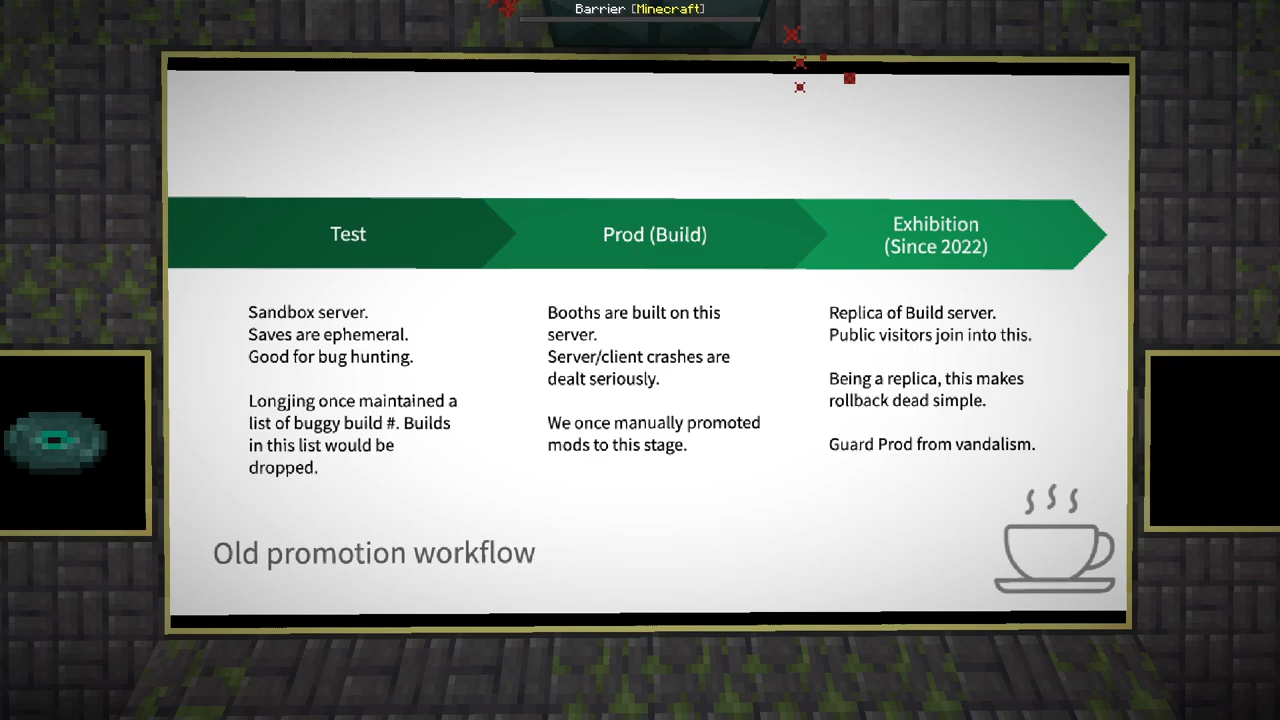 Barrier [Minecraft]
Test
Prod (Build)
Exhibition
(Since 2022)
Sandbox server.
Saves are ephemeral.
Good for bug hunting.
Longjing once maintained a
list of buggy build #. Builds
in this list would be
dropped.
Booths are built on this
server.
Server/client crashes are
dealt seriously.
We once manually promoted
mods to this stage.
Replica of Build server.
Public visitors join into this.
Being a replica, this makes
rollback dead simple.
Guard Prod from vandalism.
Old promotion workflow